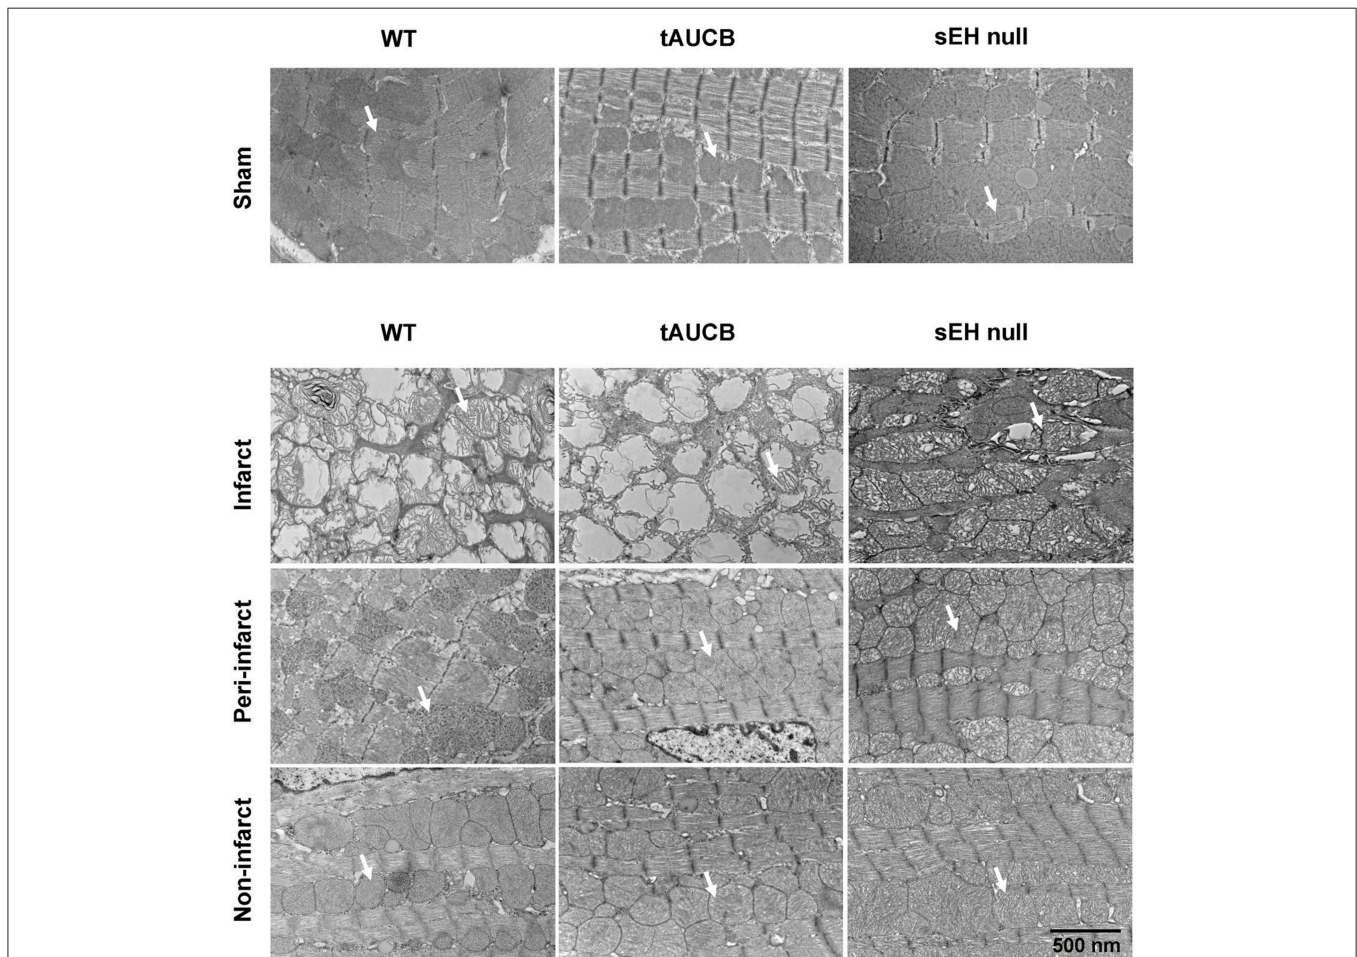 WT tAUCB sEH null
Sham
WT tAUCB sEH null
Infarct
Peri-infarct
Non-infarct
500 nm